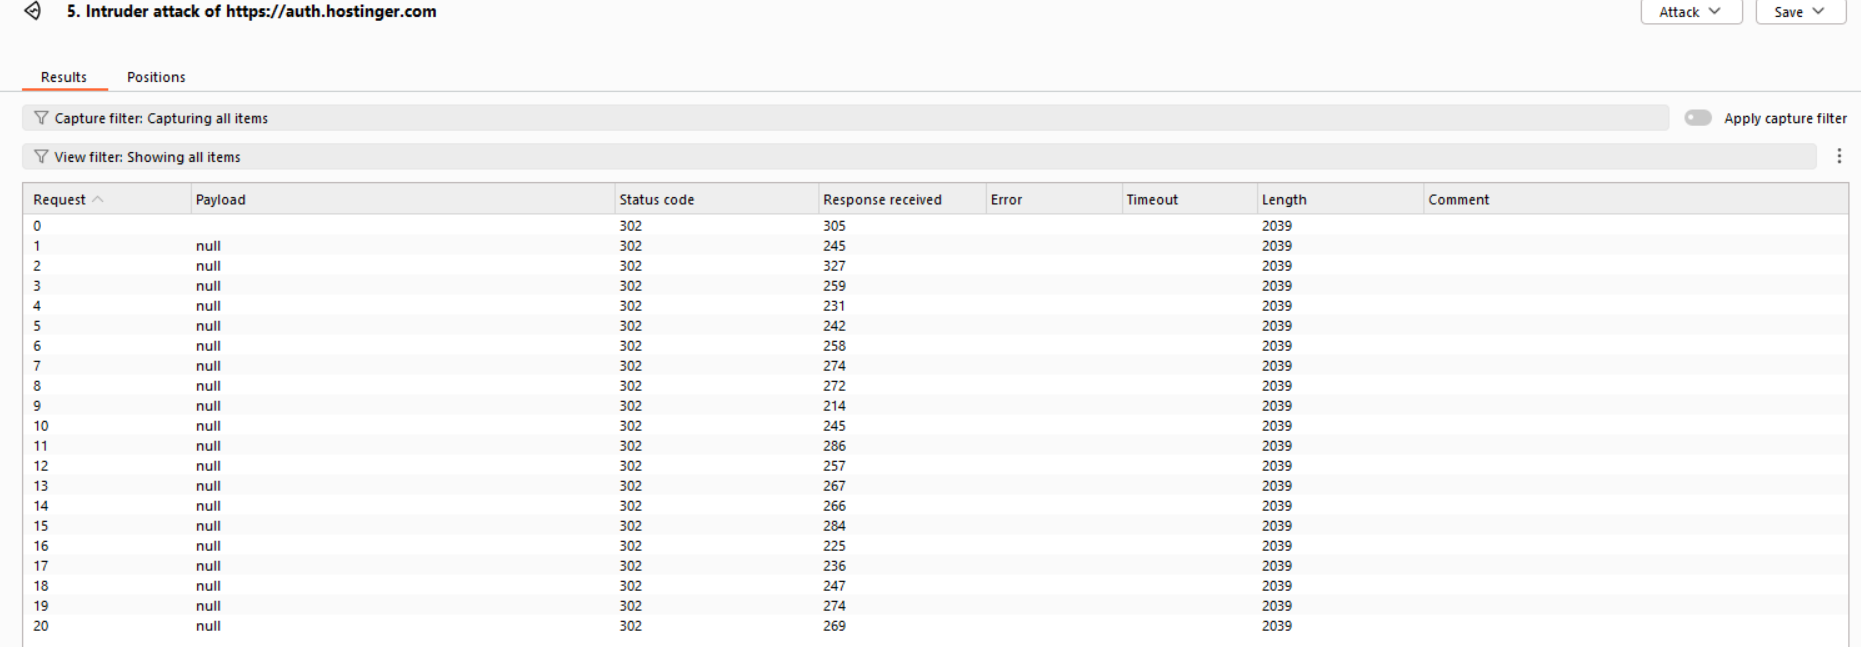 5. Intruder attack of https://auth.hostinger.com Attack Save
Results Positions
Capture filter: Capturing all items Apply capture filter
View filter: Showing all items
Request Payload Status code Response received Error Timeout Length Comment
0 302 305 2039
1 null 302 245 2039
2 null 302 327 2039
3 null 302 259 2039
4 null 302 231 2039
5 null 302 242 2039
6 null 302 258 2039
7 null 302 274 2039
8 null 302 272 2039
9 null 302 214 2039
10 null 302 245 2039
11 null 302 286 2039
12 null 302 257 2039
13 null 302 267 2039
14 null 302 266 2039
15 null 302 284 2039
16 null 302 225 2039
17 null 302 236 2039
18 null 302 247 2039
19 null 302 274 2039
20 null 302 269 2039